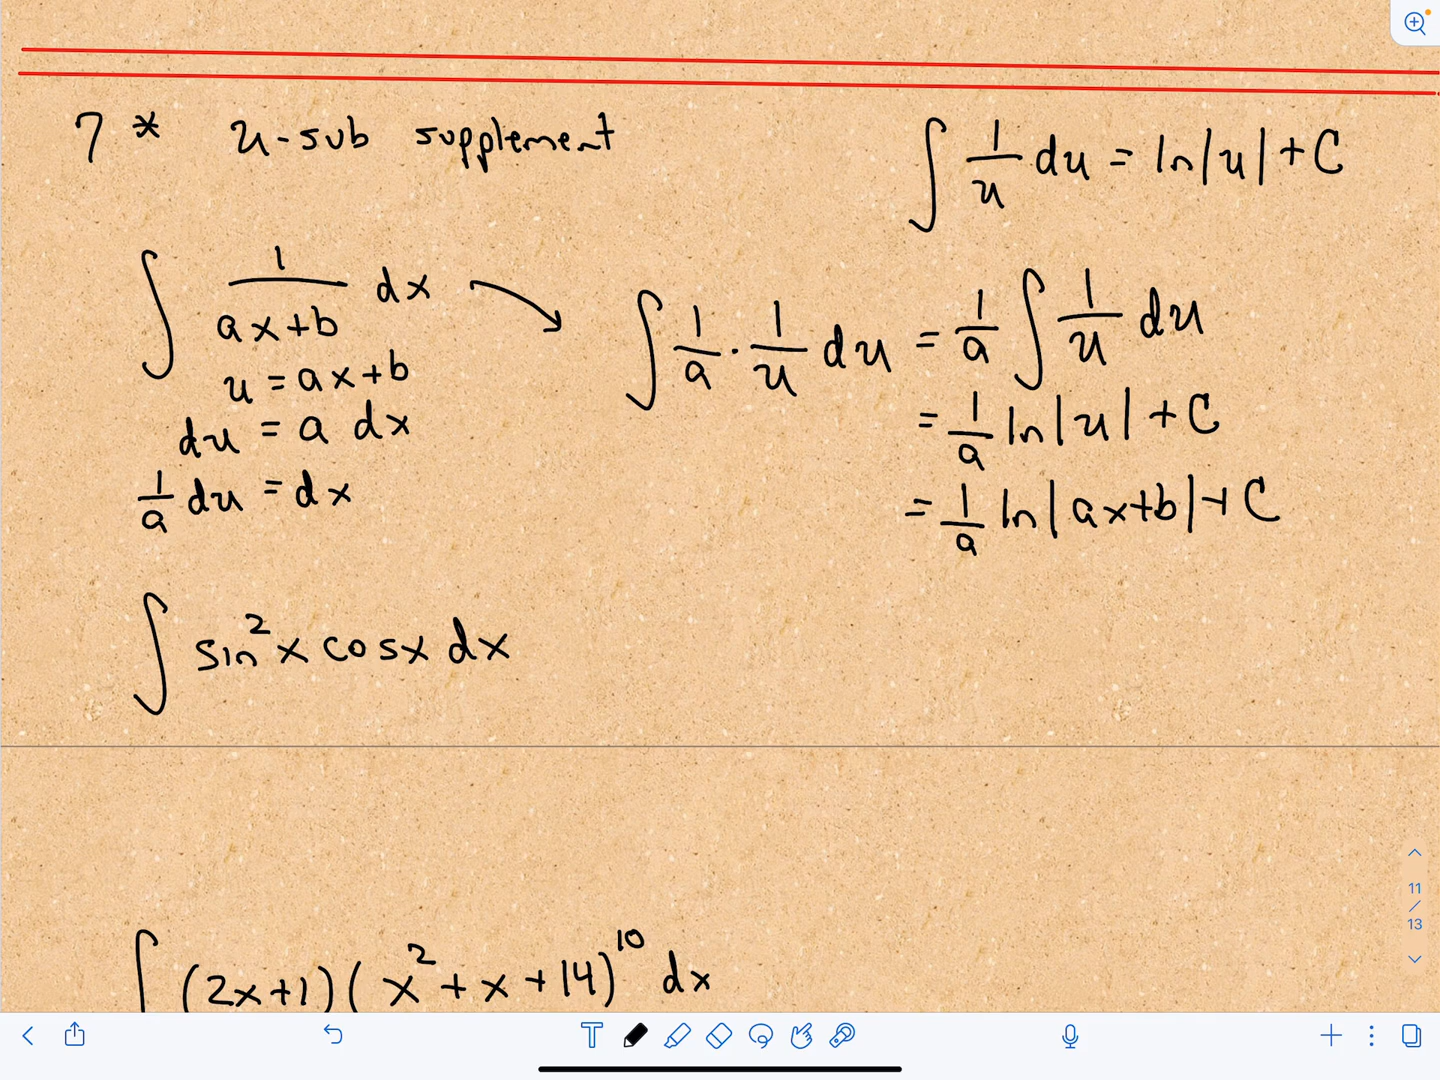 7 * u-sub supplement
∫ 1/u du = ln|u| + C
∫ 1/(ax+b) dx → ∫ 1/a · 1/u du = 1/a ∫ 1/u du
u = ax+b
du = a dx
= 1/a ln|u| + C
1/a du = dx
= 1/a ln|ax+b| + C
∫ sin²x cosx dx
∫ (2x+1)(x²+x+14)¹⁰ dx
11
/
13
T